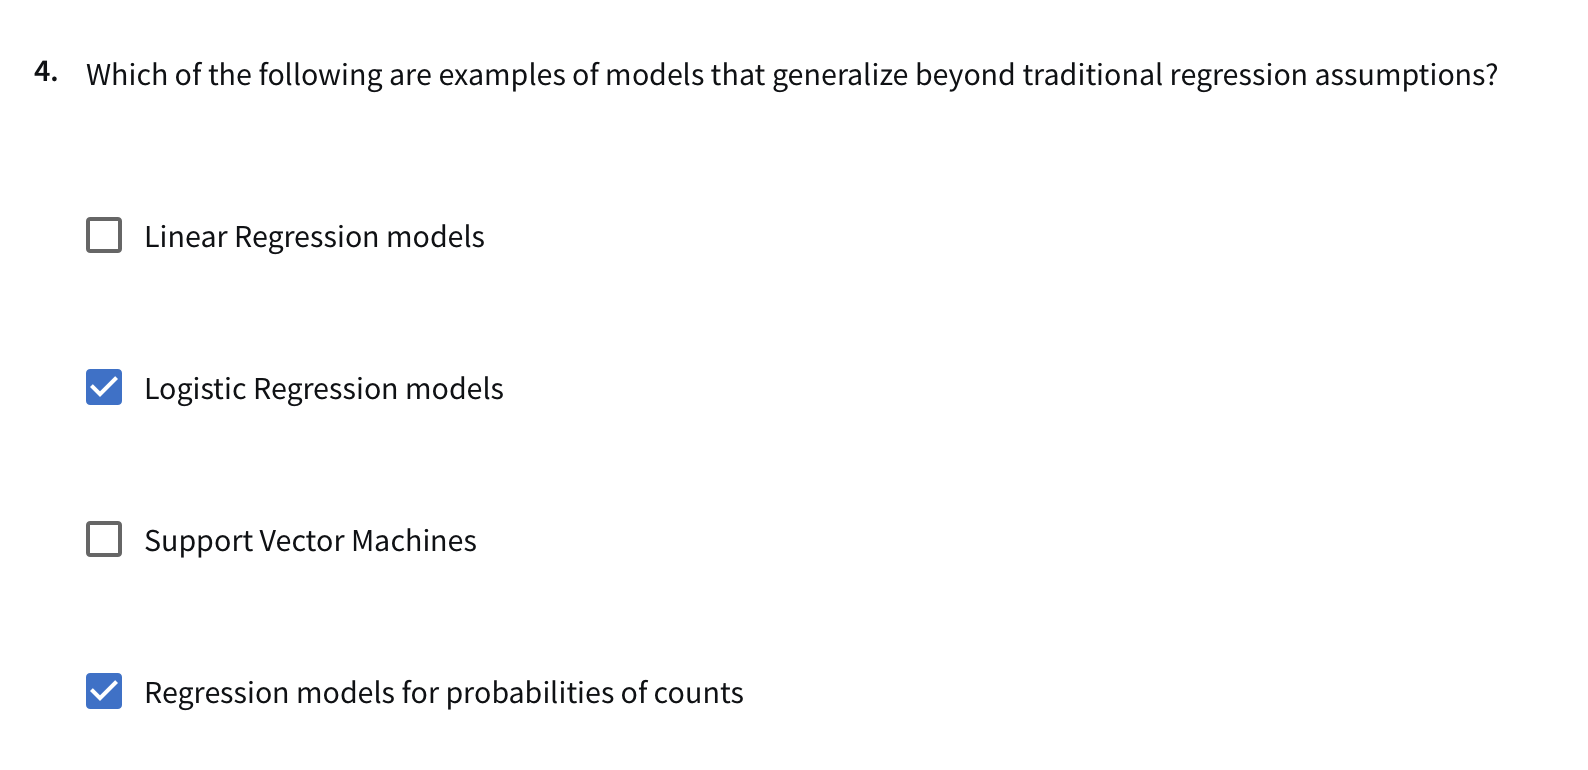 4. Which of the following are examples of models that generalize beyond traditional regression assumptions?
Linear Regression models
Logistic Regression models
Support Vector Machines
Regression models for probabilities of counts